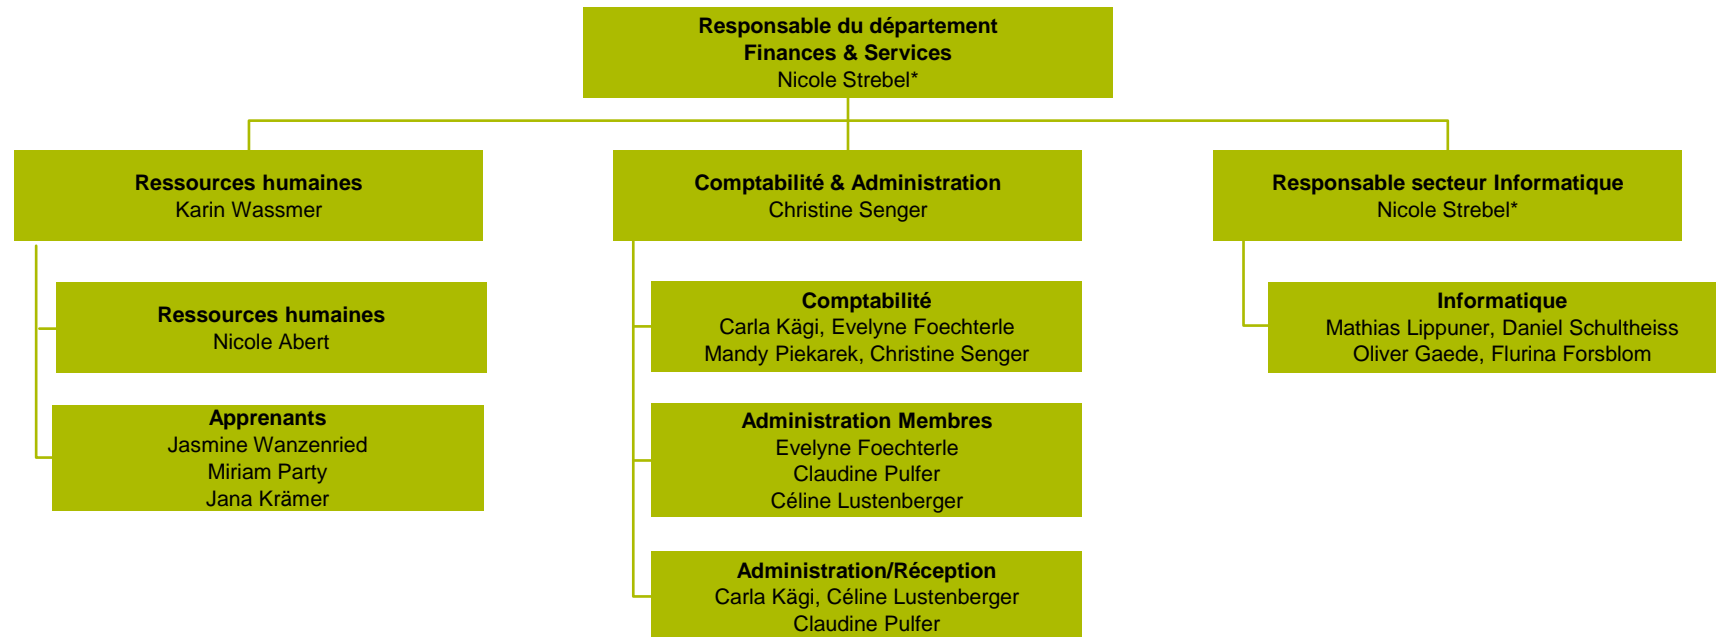 Responsable du département
Finances & Services
Nicole Strebel*
Ressources humaines
Karin Wassmer
Ressources humaines
Nicole Abert
Apprenants
Jasmine Wanzenried
Miriam Party
Jana Krämer
Comptabilité & Administration
Christine Senger
Comptabilité
Carla Kägi, Evelyne Foechterle
Mandy Piekarek, Christine Senger
Administration Membres
Evelyne Foechterle
Claudine Pulfer
Céline Lustenberger
Administration/Réception
Carla Kägi, Céline Lustenberger
Claudine Pulfer
Responsable secteur Informatique
Nicole Strebel*
Informatique
Mathias Lippuner, Daniel Schultheiss
Oliver Gaede, Flurina Forsblom